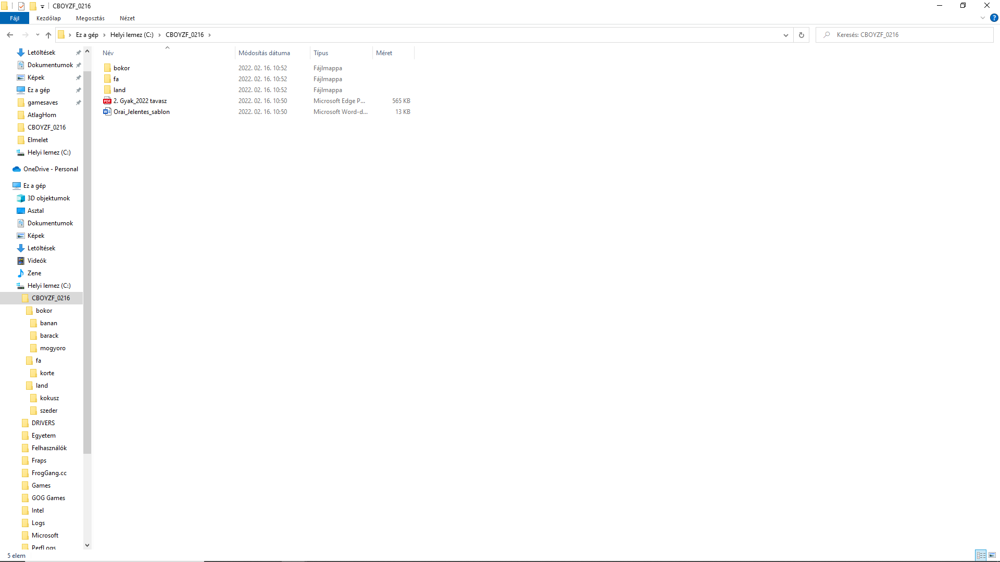 CBOYZF_0216
Fájl Kezdőlap Megosztás Nézet
Ez a gép Helyi lemez (C:) CBOYZF_0216
Keresés: CBOYZF_0216
Letöltések
Dokumentumok
Képek
Ez a gép
gamesaves
AtlagHom
CBOYZF_0216
Elmelet
Helyi lemez (C:)
OneDrive - Personal
Ez a gép
3D objektumok
Asztal
Dokumentumok
Képek
Letöltések
Videók
Zene
Helyi lemez (C:)
CBOYZF_0216
bokor
banan
barack
mogyoro
fa
korte
land
kokusz
szeder
DRIVERS
Egyetem
Felhasználók
Fraps
FrogGang.cc
Games
GOG Games
Intel
Logs
Microsoft
PerfLogs
Név Módosítás dátuma Típus Méret
bokor 2022. 02. 16. 10:52 Fájlmappa
fa 2022. 02. 16. 10:52 Fájlmappa
land 2022. 02. 16. 10:52 Fájlmappa
2. Gyak_2022 tavasz 2022. 02. 16. 10:50 Microsoft Edge P... 565 KB
Orai_Jelentes_sablon 2022. 02. 16. 10:50 Microsoft Word-d... 13 KB
5 elem